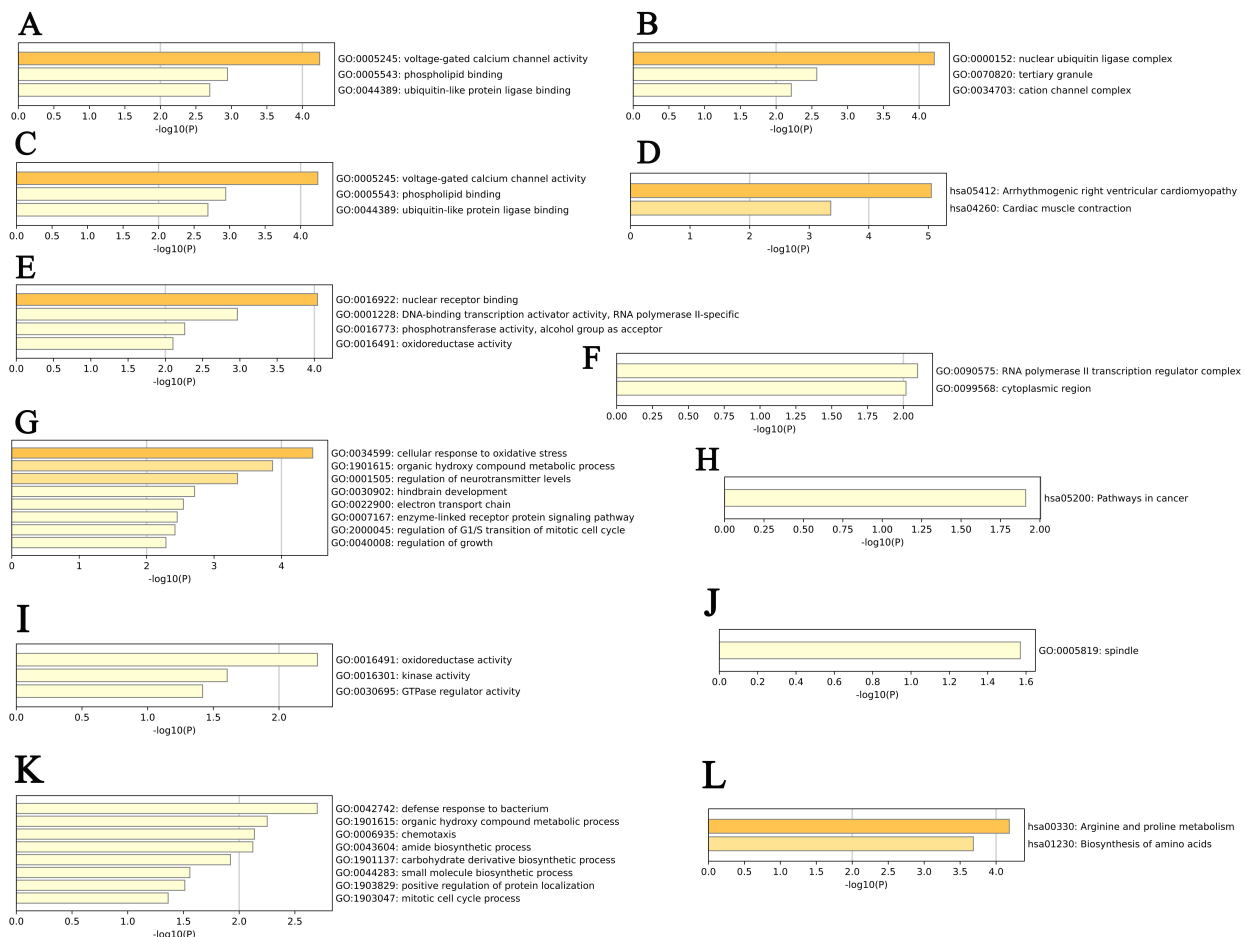 A
GO:0005245: voltage-gated calcium channel activity
GO:0005543: phospholipid binding
GO:0044389: ubiquitin-like protein ligase binding
0.0 0.5 1.0 1.5 2.0 2.5 3.0 3.5 4.0
-log10(P)
B
GO:0000152: nuclear ubiquitin ligase complex
GO:0070820: tertiary granule
GO:0034703: cation channel complex
0.0 0.5 1.0 1.5 2.0 2.5 3.0 3.5 4.0
-log10(P)
C
GO:0005245: voltage-gated calcium channel activity
GO:0005543: phospholipid binding
GO:0044389: ubiquitin-like protein ligase binding
0.0 0.5 1.0 1.5 2.0 2.5 3.0 3.5 4.0
-log10(P)
D
hsa05412: Arrhythmogenic right ventricular cardiomyopathy
hsa04260: Cardiac muscle contraction
0 1 2 3 4 5
-log10(P)
E
GO:0016922: nuclear receptor binding
GO:0001228: DNA-binding transcription activator activity, RNA polymerase II-specific
GO:0016773: phosphotransferase activity, alcohol group as acceptor
GO:0016491: oxidoreductase activity
0.0 0.5 1.0 1.5 2.0 2.5 3.0 3.5 4.0
-log10(P)
F
GO:0090575: RNA polymerase II transcription regulator complex
GO:0099568: cytoplasmic region
0.00 0.25 0.50 0.75 1.00 1.25 1.50 1.75 2.00
-log10(P)
G
GO:0034599: cellular response to oxidative stress
GO:1901615: organic hydroxy compound metabolic process
GO:0001505: regulation of neurotransmitter levels
GO:0030902: hindbrain development
GO:0022900: electron transport chain
GO:0007167: enzyme-linked receptor protein signaling pathway
GO:2000045: regulation of G1/S transition of mitotic cell cycle
GO:0040008: regulation of growth
0 1 2 3 4
-log10(P)
H
hsa05200: Pathways in cancer
0.00 0.25 0.50 0.75 1.00 1.25 1.50 1.75 2.00
-log10(P)
I
GO:0016491: oxidoreductase activity
GO:0016301: kinase activity
GO:0030695: GTPase regulator activity
0.0 0.5 1.0 1.5 2.0
-log10(P)
J
GO:0005819: spindle
0.0 0.2 0.4 0.6 0.8 1.0 1.2 1.4 1.6
-log10(P)
K
GO:0042742: defense response to bacterium
GO:1901615: organic hydroxy compound metabolic process
GO:0006935: chemotaxis
GO:0043604: amide biosynthetic process
GO:1901137: carbohydrate derivative biosynthetic process
GO:0044283: small molecule biosynthetic process
GO:1903829: positive regulation of protein localization
GO:1903047: mitotic cell cycle process
0.0 0.5 1.0 1.5 2.0 2.5
-log10(P)
L
hsa00330: Arginine and proline metabolism
hsa01230: Biosynthesis of amino acids
0.0 0.5 1.0 1.5 2.0 2.5 3.0 3.5 4.0
-log10(P)